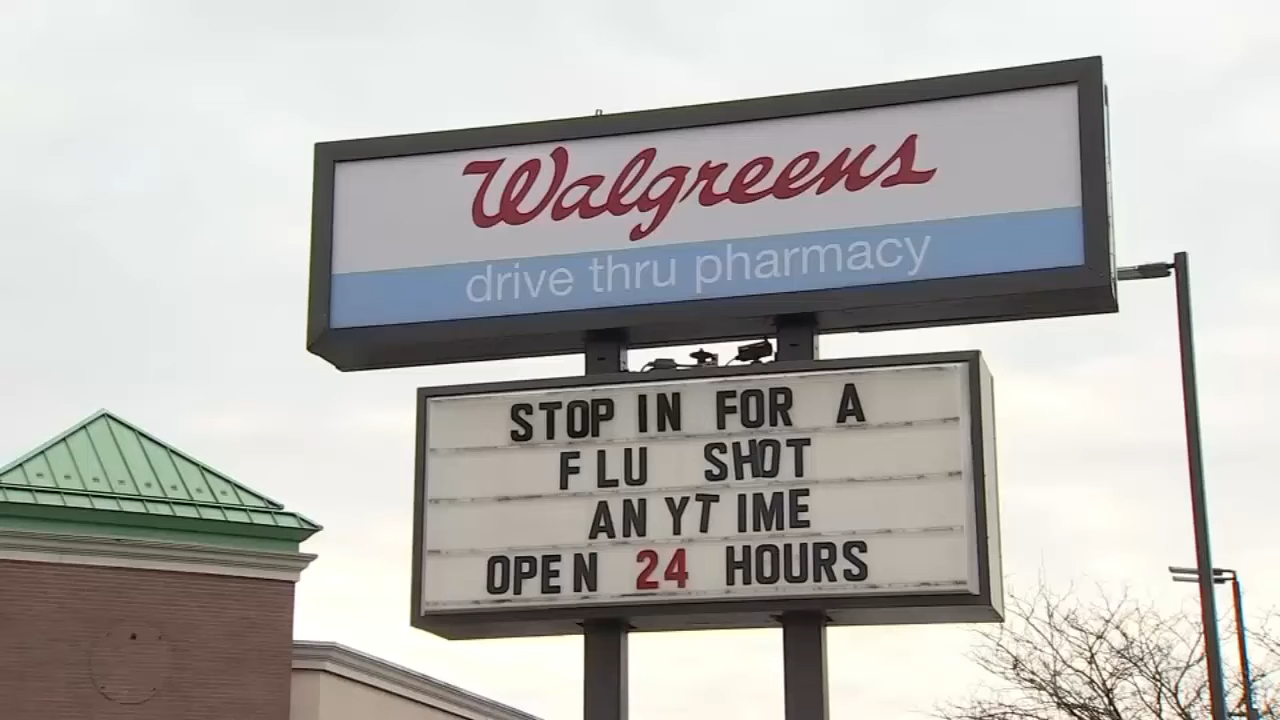 Walgreens
drive thru pharmacy
STOP IN FOR A
FLU SHOT
ANYTIME
OPEN 24 HOURS